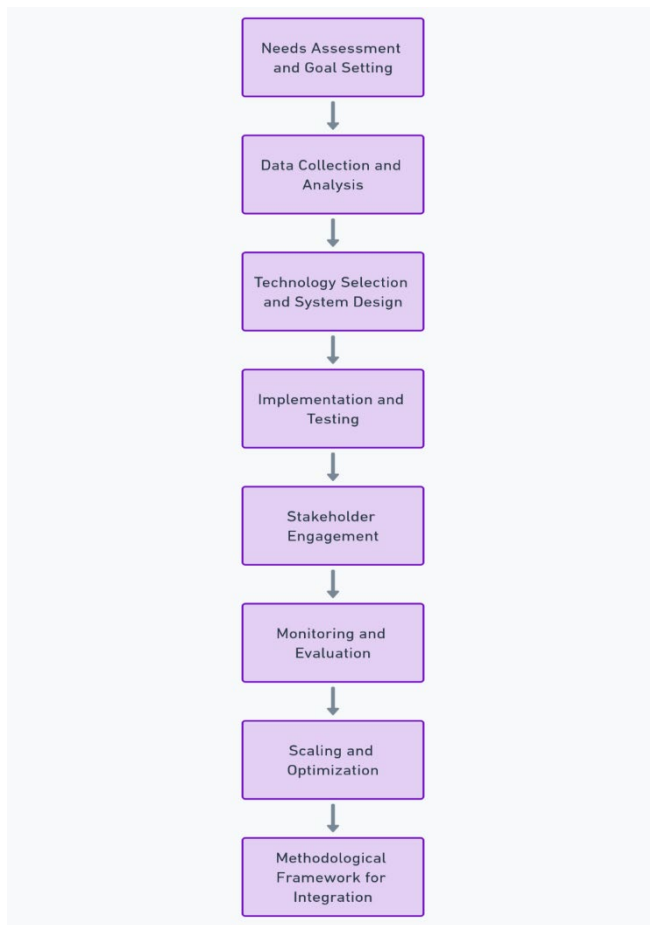 Needs Assessment
and Goal Setting
Data Collection and
Analysis
Technology Selection
and System Design
Implementation and
Testing
Stakeholder
Engagement
Monitoring and
Evaluation
Scaling and
Optimization
Methodological
Framework for
Integration